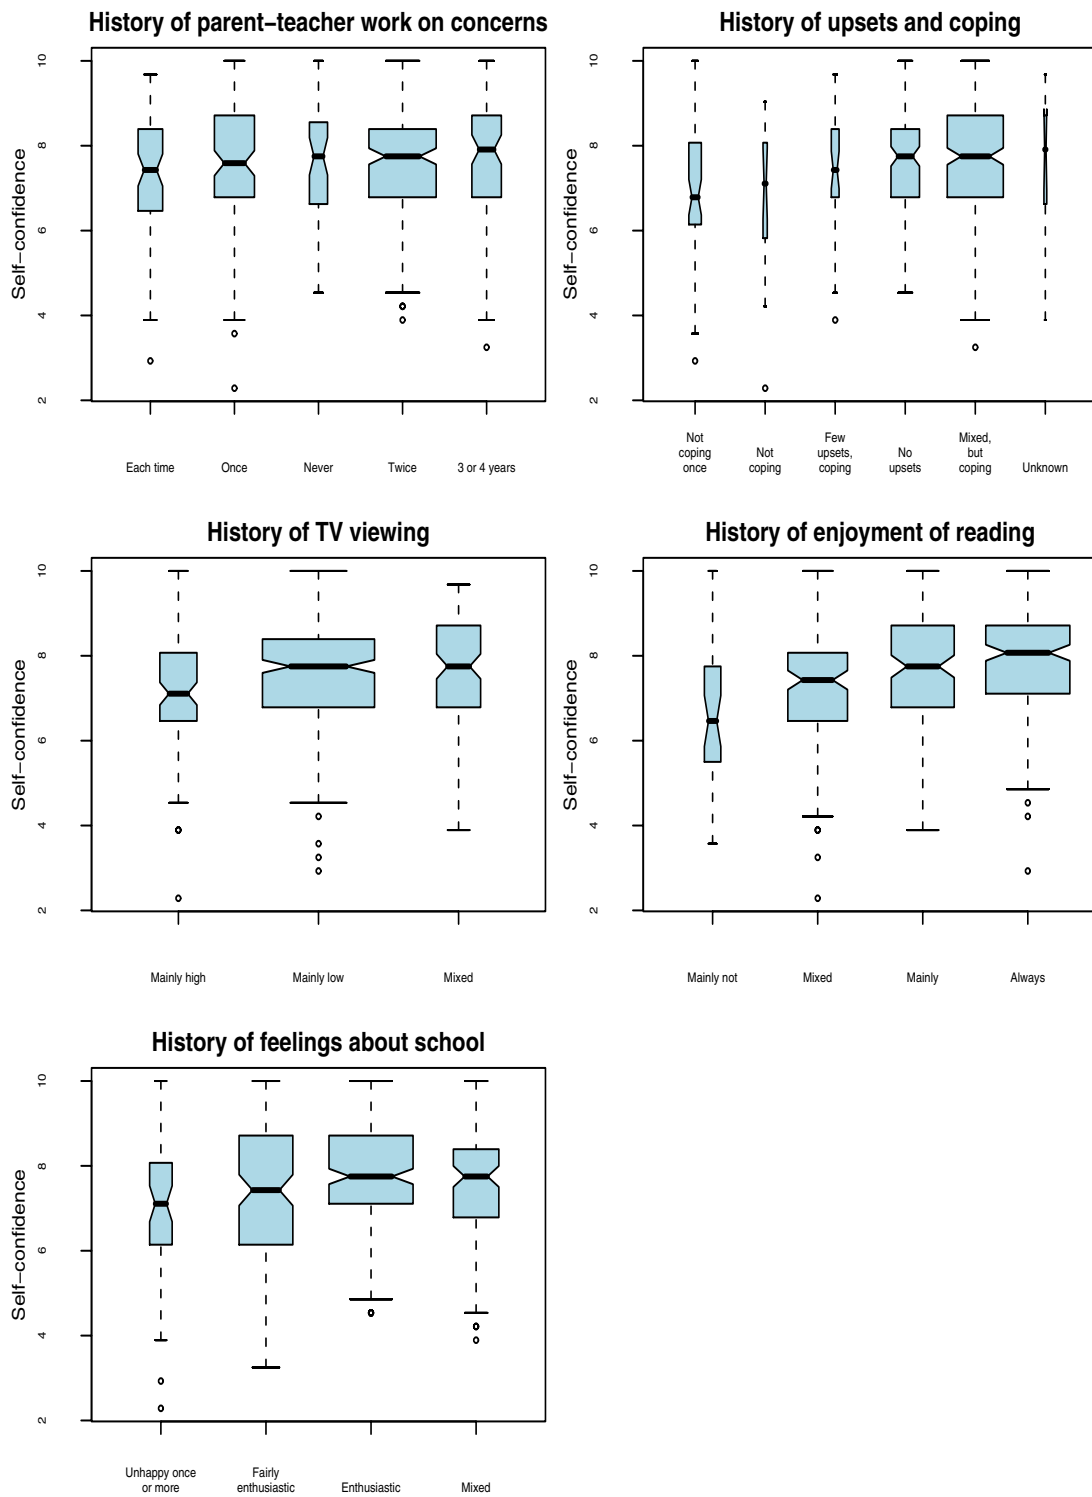 History of parent–teacher work on concerns
Self−confidence
10
8
6
4
2
Each time Once Never Twice 3 or 4 years
History of upsets and coping
Self−confidence
10
8
6
4
2
Not coping once
Not coping
Few upsets, coping
No upsets
Mixed, but coping
Unknown
History of TV viewing
Self−confidence
10
8
6
4
2
Mainly high Mainly low Mixed
History of enjoyment of reading
Self−confidence
10
8
6
4
2
Mainly not Mixed Mainly Always
History of feelings about school
Self−confidence
10
8
6
4
2
Unhappy once or more
Fairly enthusiastic
Enthusiastic
Mixed